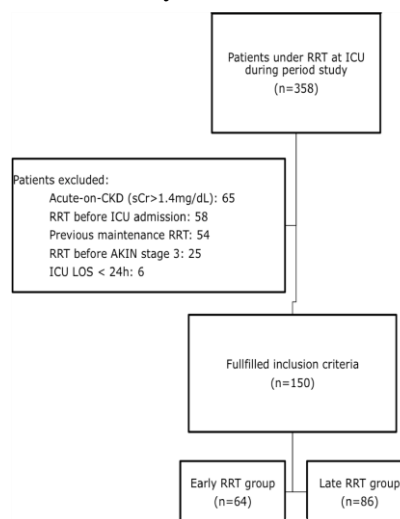 Patients under RRT at ICU
during period study
(n=358)
Patients excluded:
Acute-on-CKD (sCr>1.4mg/dL): 65
RRT before ICU admission: 58
Previous maintenance RRT: 54
RRT before AKIN stage 3: 25
ICU LOS < 24h: 6
Fullfilled inclusion criteria
(n=150)
Early RRT group
(n=64)
Late RRT group
(n=86)